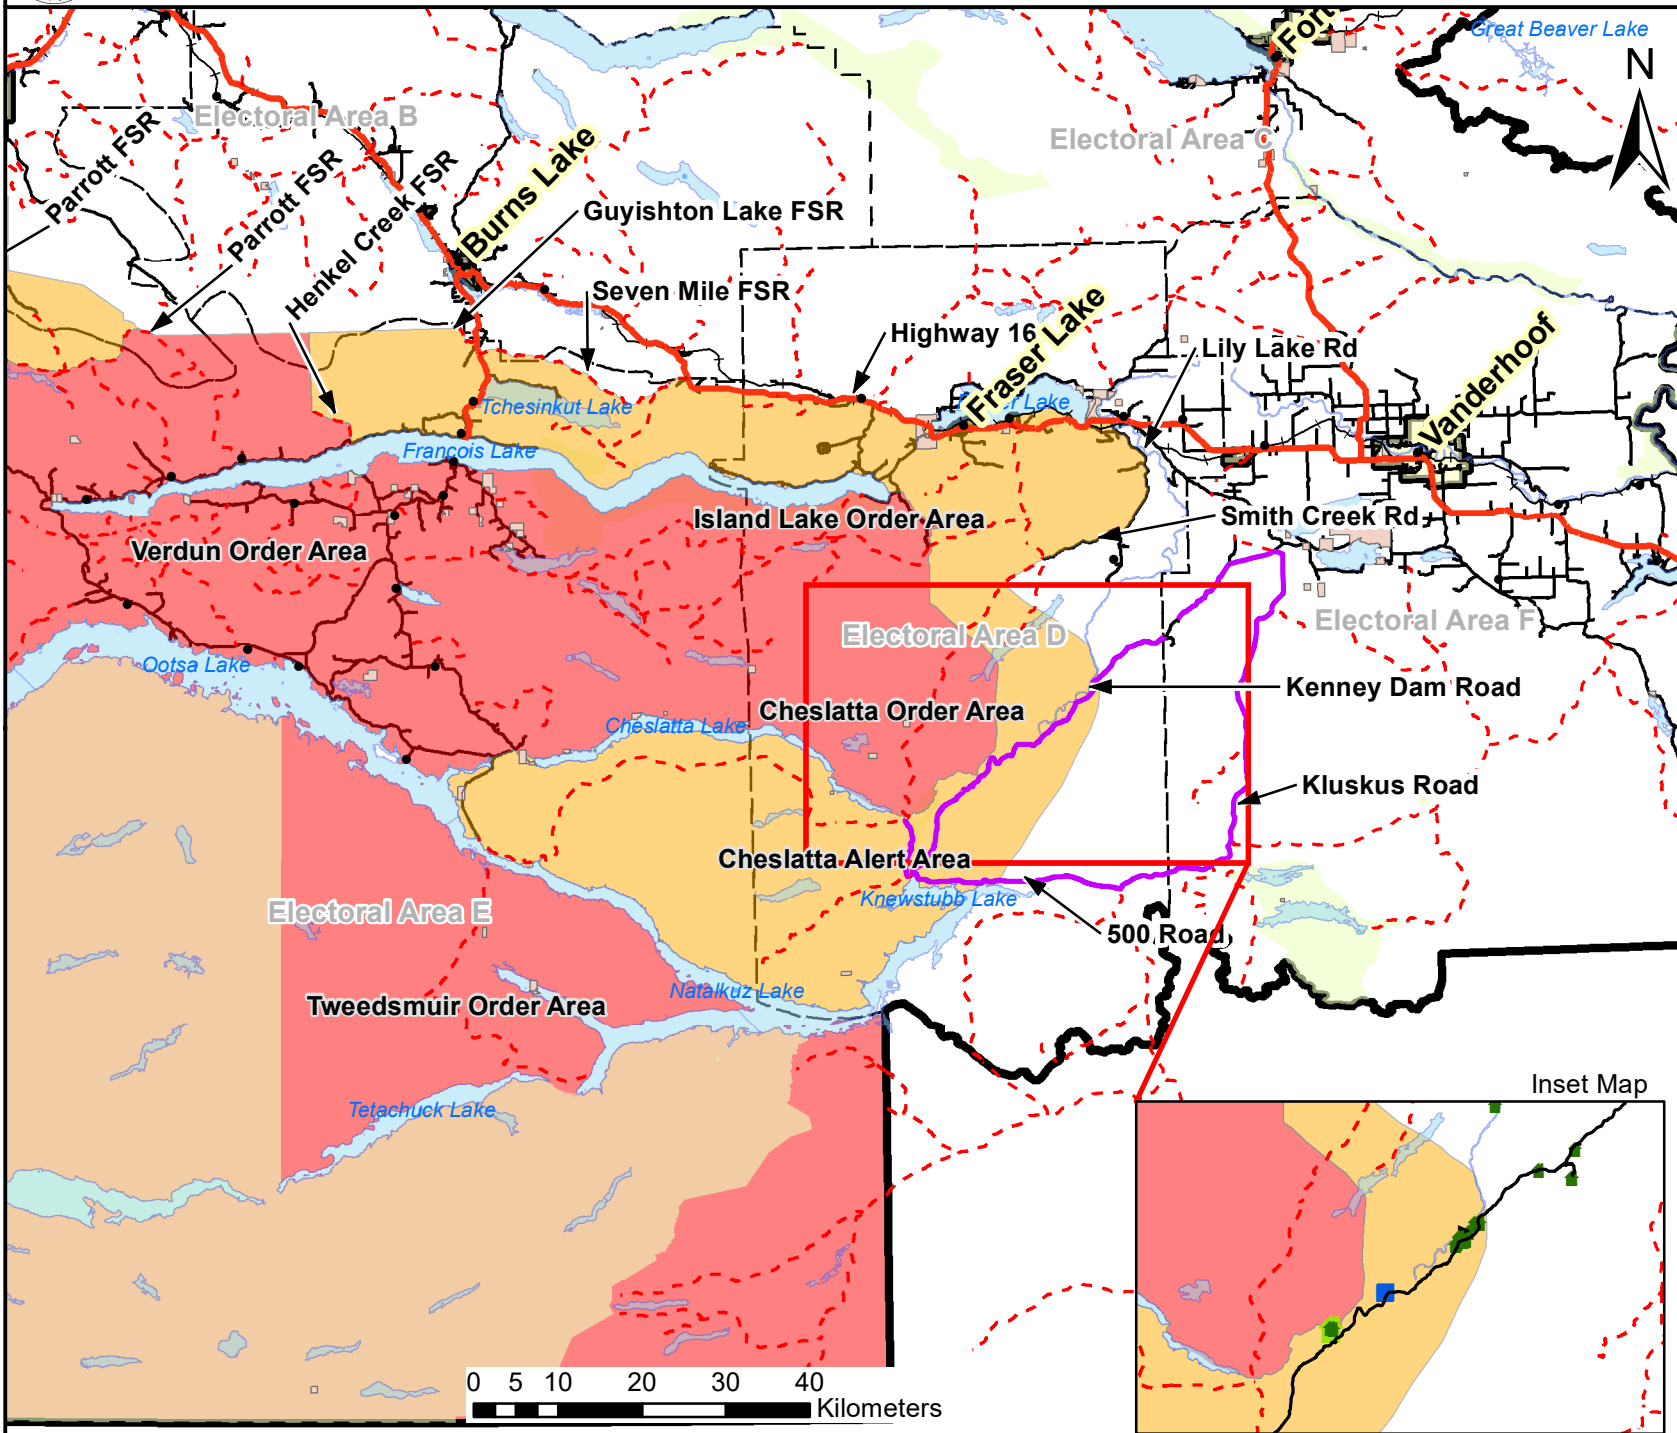 Fort
Great Beaver Lake
N
Electoral Area B
Electoral Area C
Parrott FSR
Parrott FSR
Henkel Creek FSR
Burns Lake
Guyishton Lake FSR
Seven Mile FSR
Highway 16
Fraser Lake
Lily Lake Rd
Vanderhoof
Tchesinkut Lake
r Lake
Francois Lake
Island Lake Order Area
Smith Creek Rd
Verdun Order Area
Electoral Area D
Electoral Area F
Ootsa Lake
Kenney Dam Road
Cheslatta Order Area
Cheslatta Lake
Kluskus Road
Cheslatta Alert Area
Knewstubb Lake
Electoral Area E
500 Road
Natalkuz Lake
Tweedsmuir Order Area
Tetachuck Lake
Inset Map
0 5 10 20 30 40
Kilometers